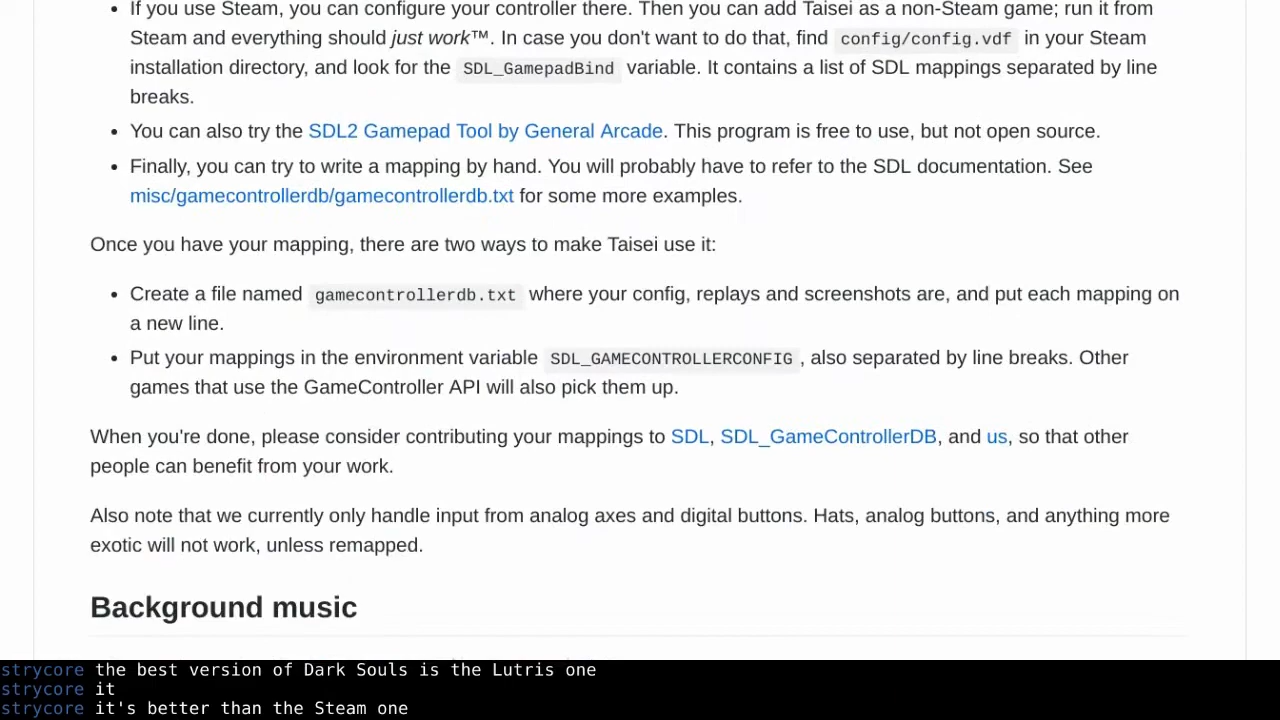 If you use Steam, you can configure your controller there. Then you can add Taisei as a non-Steam game; run it from
Steam and everything should just work™. In case you don't want to do that, find config/config.vdf in your Steam
installation directory, and look for the SDL_GamepadBind variable. It contains a list of SDL mappings separated by line
breaks.
You can also try the SDL2 Gamepad Tool by General Arcade. This program is free to use, but not open source.
Finally, you can try to write a mapping by hand. You will probably have to refer to the SDL documentation. See
misc/gamecontrollerdb/gamecontrollerdb.txt for some more examples.
Once you have your mapping, there are two ways to make Taisei use it:
Create a file named gamecontrollerdb.txt where your config, replays and screenshots are, and put each mapping on
a new line.
Put your mappings in the environment variable SDL_GAMECONTROLLERCONFIG, also separated by line breaks. Other
games that use the GameController API will also pick them up.
When you're done, please consider contributing your mappings to SDL, SDL_GameControllerDB, and us, so that other
people can benefit from your work.
Also note that we currently only handle input from analog axes and digital buttons. Hats, analog buttons, and anything more
exotic will not work, unless remapped.
Background music
strycore the best version of Dark Souls is the Lutris one
strycore it
strycore it's better than the Steam one